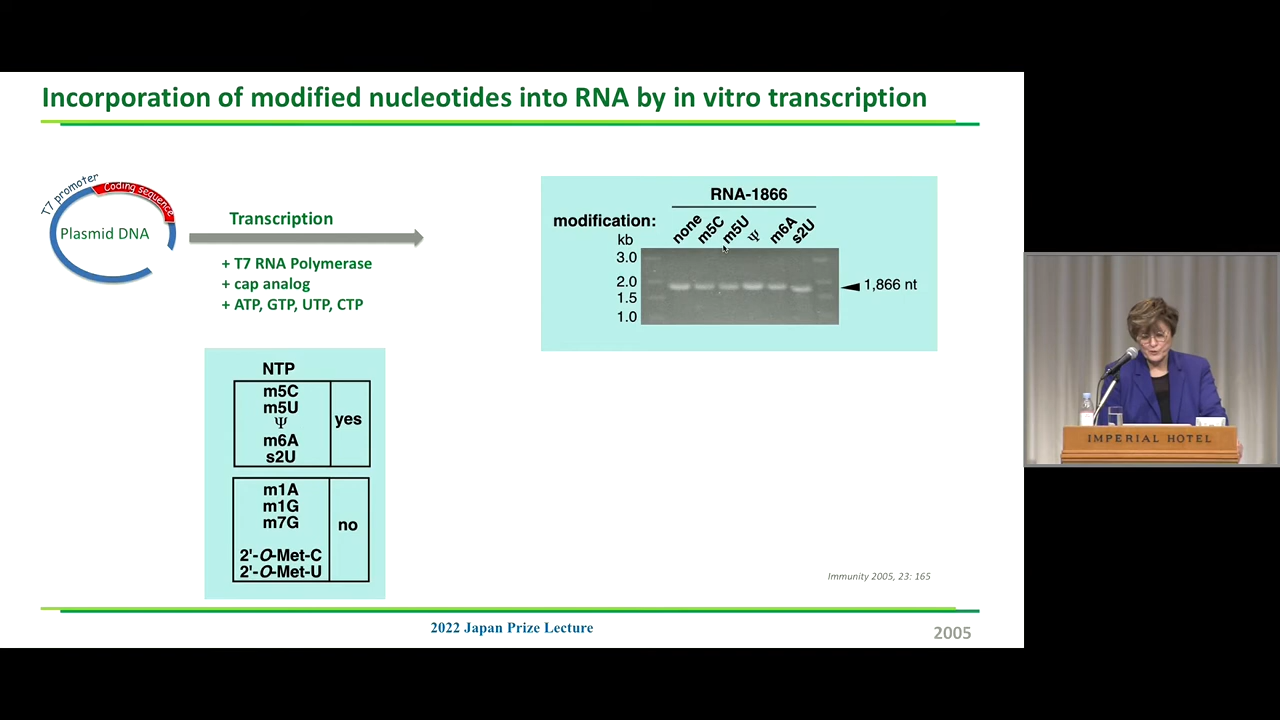 Incorporation of modified nucleotides into RNA by in vitro transcription
T7 promoter
Coding sequence
Plasmid DNA
Transcription
+ T7 RNA Polymerase
+ cap analog
+ ATP, GTP, UTP, CTP
RNA-1866
modification:
none m5C m5U Ψ m6A s2U
kb
3.0
2.0
1.5
1.0
1,866 nt
NTP
m5C
m5U
Ψ
m6A
s2U
yes
m1A
m1G
m7G
2'-O-Met-C
2'-O-Met-U
no
Immunity 2005, 23: 165
2022 Japan Prize Lecture
2005
IMPERIAL HOTEL